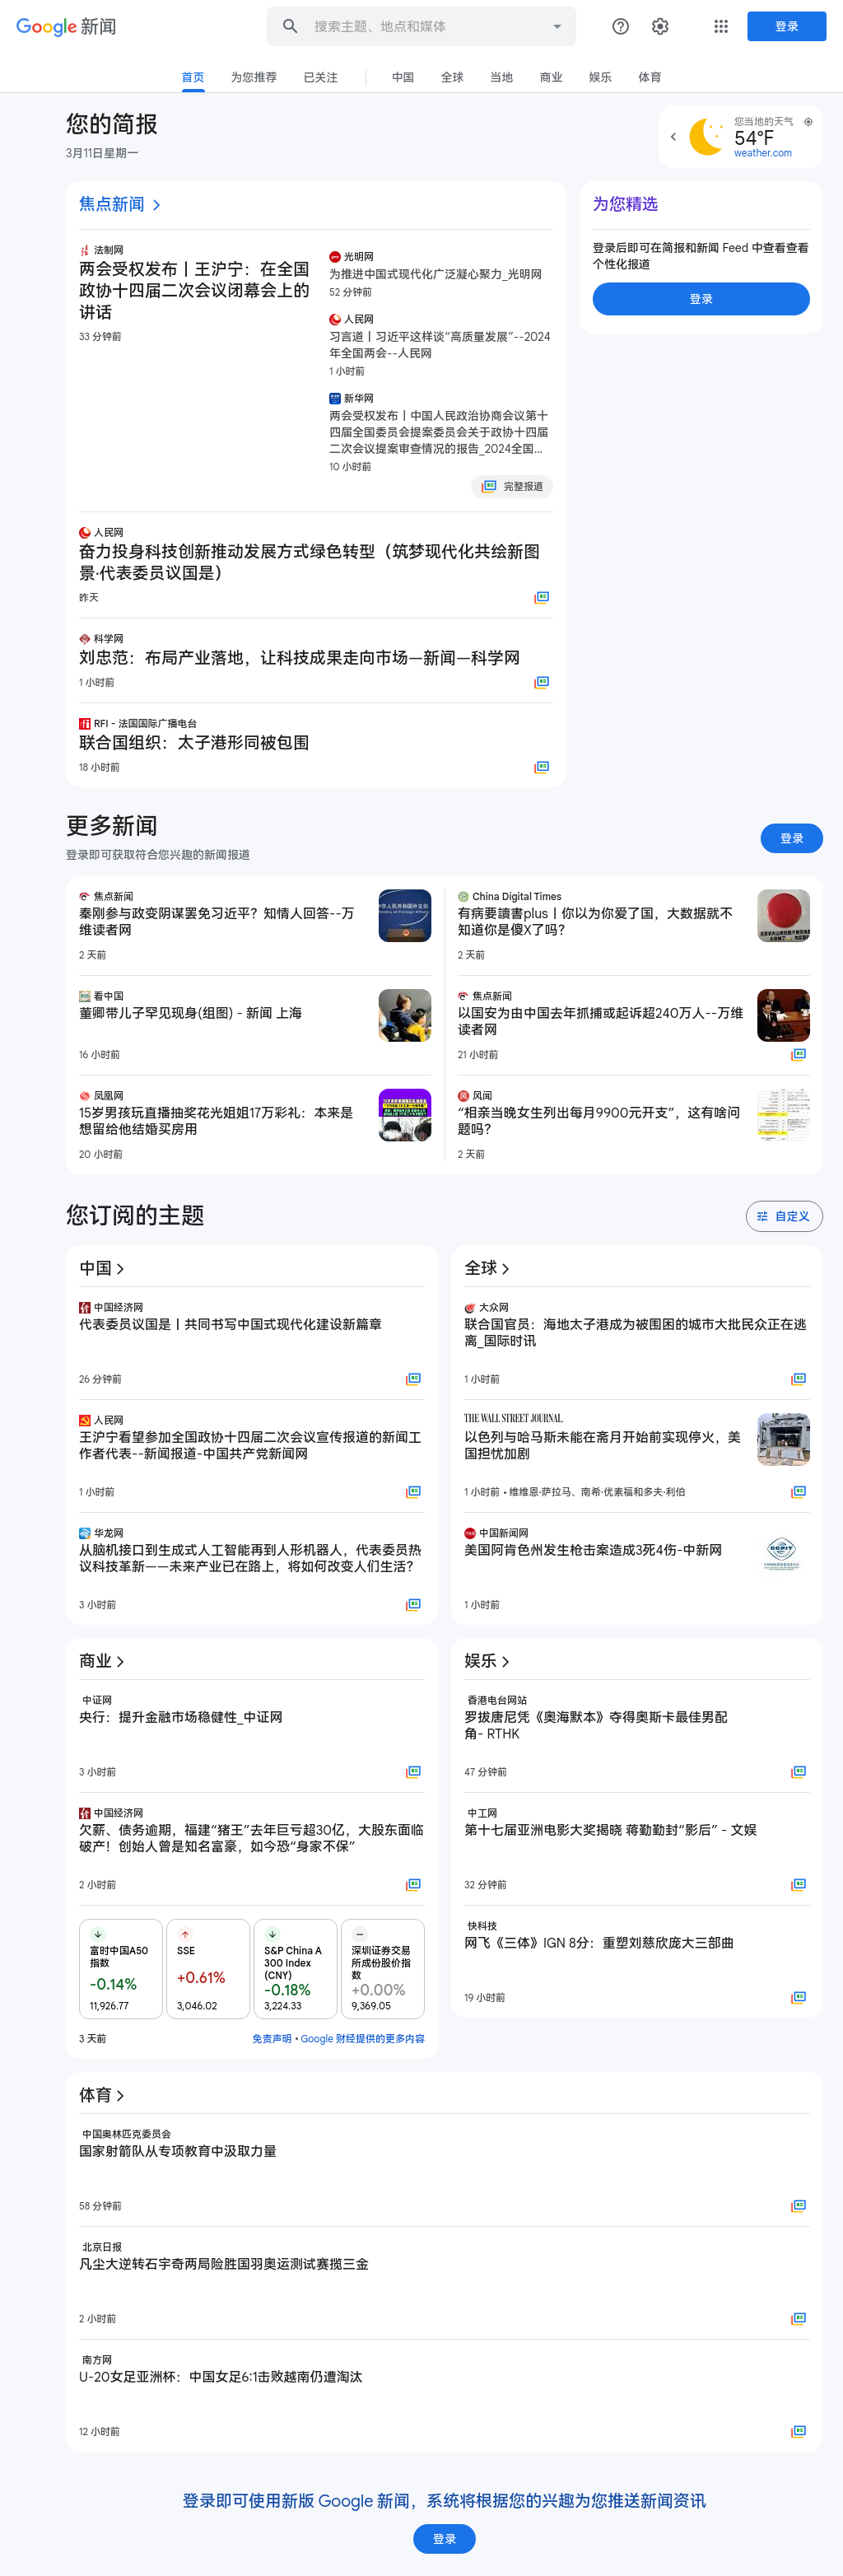 Google 新闻
搜索主题、地点和媒体
登录
首页
为您推荐
已关注
中国
全球
当地
商业
娱乐
体育
您的简报
3月11日星期一
您当地的天气
54°F
weather.com
焦点新闻
法制网
两会受权发布丨王沪宁：在全国
政协十四届二次会议闭幕会上的
讲话
33 分钟前
光明网
为推进中国式现代化广泛凝心聚力_光明网
52 分钟前
人民网
习言道丨习近平这样谈“高质量发展”--2024
年全国两会--人民网
1 小时前
新华网
两会受权发布丨中国人民政治协商会议第十
四届全国委员会提案委员会关于政协十四届
二次会议提案审查情况的报告_2024全国...
10 小时前
完整报道
人民网
奋力投身科技创新推动发展方式绿色转型（筑梦现代化共绘新图
景·代表委员议国是）
昨天
科学网
刘忠范：布局产业落地，让科技成果走向市场—新闻—科学网
1 小时前
RFI - 法国国际广播电台
联合国组织：太子港形同被包围
18 小时前
为您精选
登录后即可在简报和新闻 Feed 中查看查看
个性化报道
登录
更多新闻
登录即可获取符合您兴趣的新闻报道
登录
焦点新闻
秦刚参与政变阴谋罢免习近平？知情人回答--万
维读者网
2 天前
看中国
董卿带儿子罕见现身(组图) - 新闻 上海
16 小时前
凤凰网
15岁男孩玩直播抽奖花光姐姐17万彩礼：本来是
想留给他结婚买房用
20 小时前
China Digital Times
有病要讀書plus丨你以为你爱了国，大数据就不
知道你是傻X了吗？
2 天前
焦点新闻
以国安为由中国去年抓捕或起诉超240万人--万维
读者网
21 小时前
风闻
“相亲当晚女生列出每月9900元开支”，这有啥问
题吗？
2 天前
您订阅的主题
自定义
中国
中国经济网
代表委员议国是丨共同书写中国式现代化建设新篇章
26 分钟前
人民网
王沪宁看望参加全国政协十四届二次会议宣传报道的新闻工
作者代表--新闻报道-中国共产党新闻网
1 小时前
华龙网
从脑机接口到生成式人工智能再到人形机器人，代表委员热
议科技革新——未来产业已在路上，将如何改变人们生活？
3 小时前
全球
大众网
联合国官员：海地太子港成为被围困的城市大批民众正在逃
离_国际时讯
1 小时前
THE WALL STREET JOURNAL.
以色列与哈马斯未能在斋月开始前实现停火，美
国担忧加剧
1 小时前 • 维维恩·萨拉马、南希·优素福和多夫·利伯
中国新闻网
美国阿肯色州发生枪击案造成3死4伤-中新网
1 小时前
商业
中证网
央行：提升金融市场稳健性_中证网
3 小时前
中国经济网
欠薪、债务逾期，福建“猪王”去年巨亏超30亿，大股东面临
破产！创始人曾是知名富豪，如今恐“身家不保”
2 小时前
富时中国A50
指数
-0.14%
11,926.77
SSE
+0.61%
3,046.02
S&P China A
300 Index
(CNY)
-0.18%
3,224.33
深圳证券交易
所成份股价指
数
+0.00%
9,369.05
3 天前
免责声明 • Google 财经提供的更多内容
娱乐
香港电台网站
罗拔唐尼凭《奥海默本》夺得奥斯卡最佳男配
角- RTHK
47 分钟前
中工网
第十七届亚洲电影大奖揭晓 蒋勤勤封“影后” - 文娱
32 分钟前
快科技
网飞《三体》IGN 8分：重塑刘慈欣庞大三部曲
19 小时前
体育
中国奥林匹克委员会
国家射箭队从专项教育中汲取力量
58 分钟前
北京日报
凡尘大逆转石宇奇两局险胜国羽奥运测试赛揽三金
2 小时前
南方网
U-20女足亚洲杯：中国女足6:1击败越南仍遭淘汰
12 小时前
登录即可使用新版 Google 新闻，系统将根据您的兴趣为您推送新闻资讯
登录